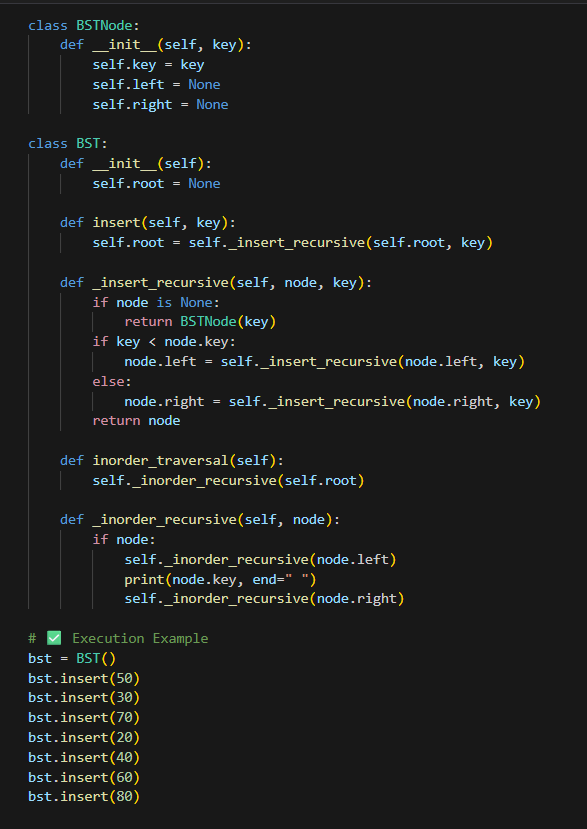 class BSTNode:
    def __init__(self, key):
        self.key = key
        self.left = None
        self.right = None

class BST:
    def __init__(self):
        self.root = None

    def insert(self, key):
        self.root = self._insert_recursive(self.root, key)

    def _insert_recursive(self, node, key):
        if node is None:
            return BSTNode(key)
        if key < node.key:
            node.left = self._insert_recursive(node.left, key)
        else:
            node.right = self._insert_recursive(node.right, key)
        return node

    def inorder_traversal(self):
        self._inorder_recursive(self.root)

    def _inorder_recursive(self, node):
        if node:
            self._inorder_recursive(node.left)
            print(node.key, end=" ")
            self._inorder_recursive(node.right)

# ✅ Execution Example
bst = BST()
bst.insert(50)
bst.insert(30)
bst.insert(70)
bst.insert(20)
bst.insert(40)
bst.insert(60)
bst.insert(80)